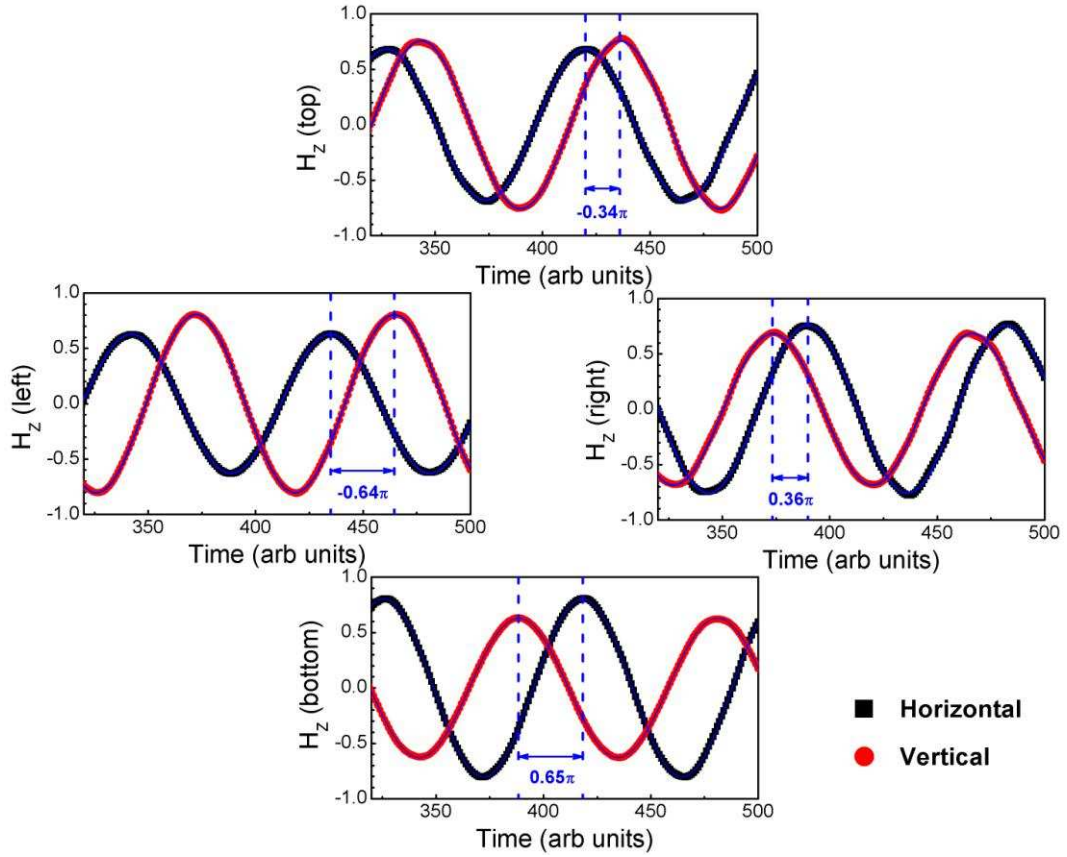 1.0
0.5
0.0
-0.5
-1.0
H_z (top)
-0.34π
350 400 450 500
Time (arb units)
1.0
0.5
0.0
-0.5
-1.0
H_z (left)
-0.64π
350 400 450 500
Time (arb units)
1.0
0.5
0.0
-0.5
-1.0
H_z (right)
0.36π
350 400 450 500
Time (arb units)
1.0
0.5
0.0
-0.5
-1.0
H_z (bottom)
0.65π
350 400 450 500
Time (arb units)
Horizontal
Vertical